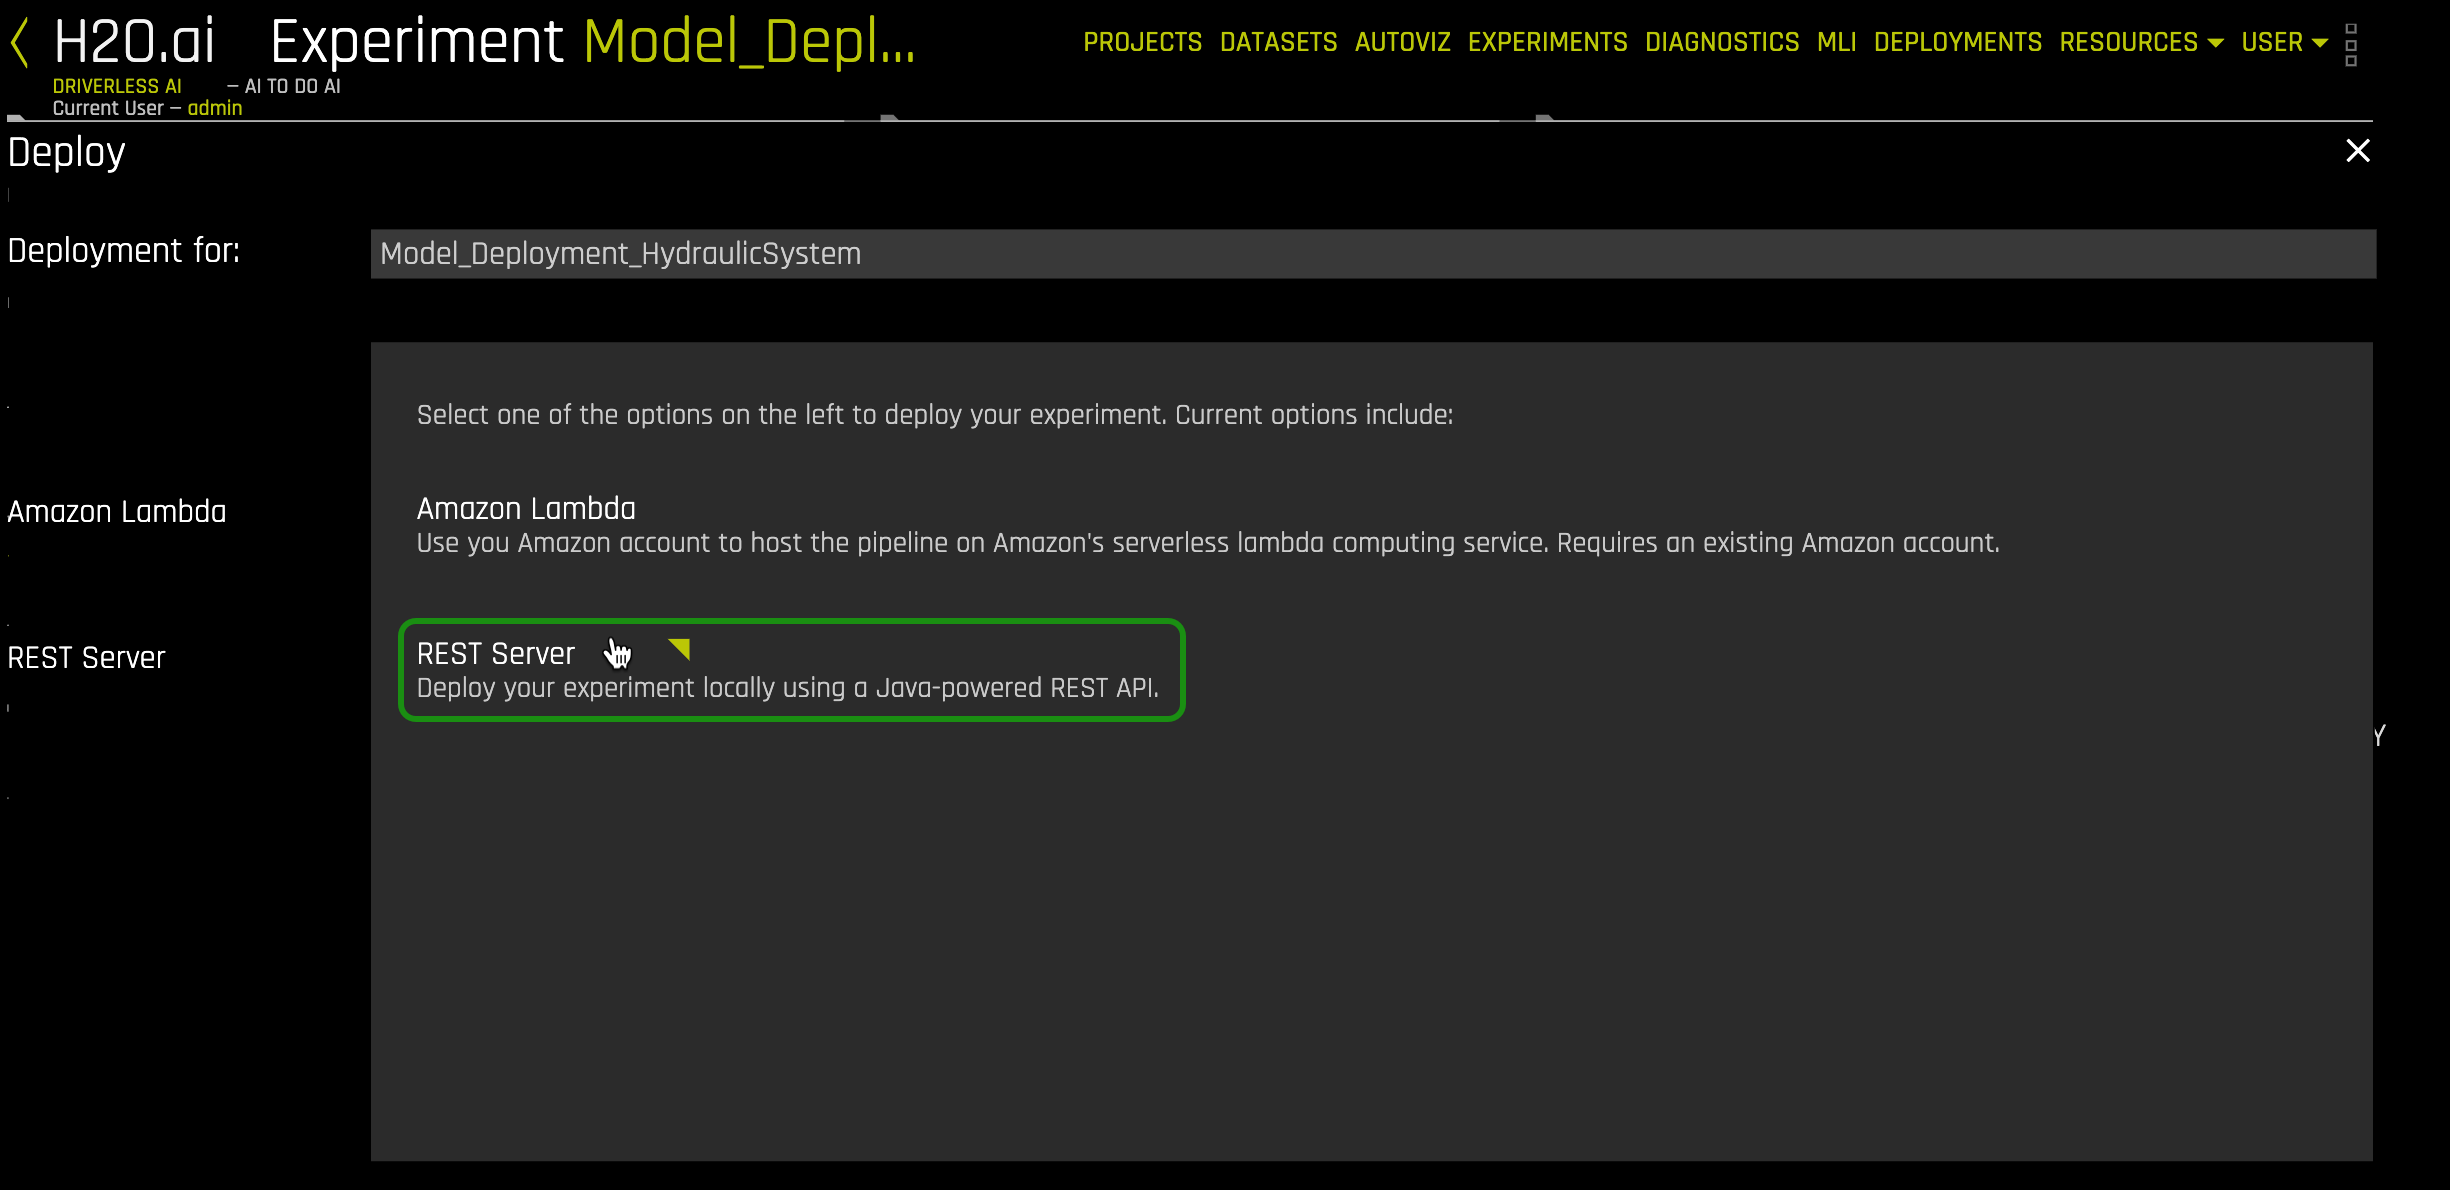 H2O.ai Experiment Model_Depl...
PROJECTS DATASETS AUTOVIZ EXPERIMENTS DIAGNOSTICS MLI DEPLOYMENTS RESOURCES USER
DRIVERLESS AI – AI TO DO AI
Current User – admin
Deploy
Deployment for:
Model_Deployment_HydraulicSystem
Select one of the options on the left to deploy your experiment. Current options include:
Amazon Lambda
Amazon Lambda
Use you Amazon account to host the pipeline on Amazon's serverless lambda computing service. Requires an existing Amazon account.
REST Server
REST Server
Deploy your experiment locally using a Java-powered REST API.
Y